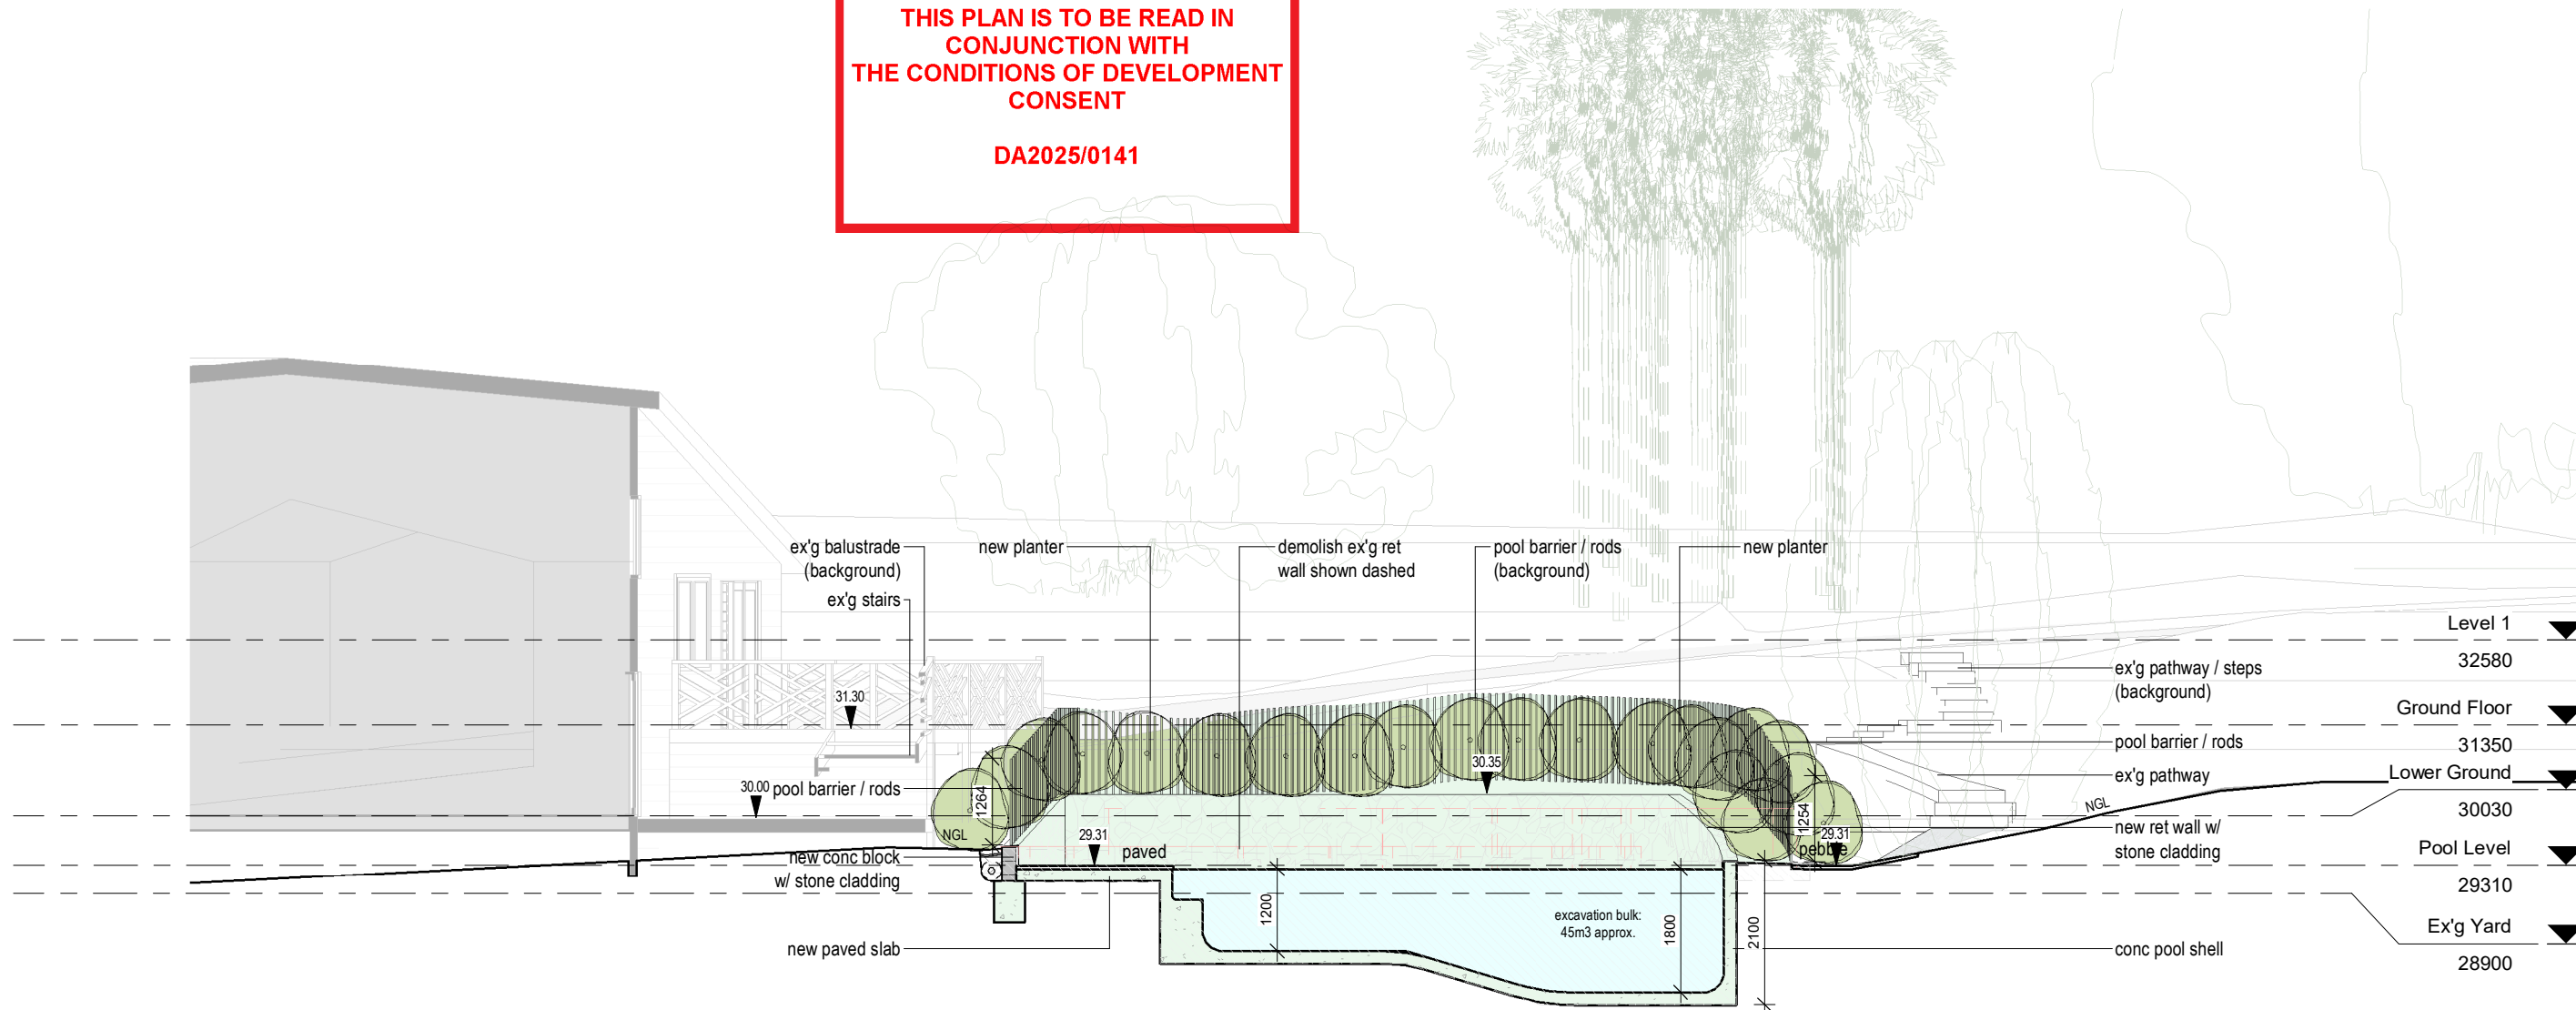 THIS PLAN IS TO BE READ IN
CONJUNCTION WITH
THE CONDITIONS OF DEVELOPMENT
CONSENT
DA2025/0141
ex'g balustrade
(background)
new planter
demolish ex'g ret
wall shown dashed
pool barrier / rods
(background)
new planter
ex'g stairs
Level 1
32580
ex'g pathway / steps
(background)
31.30
Ground Floor
31350
pool barrier / rods
30.35
ex'g pathway
Lower Ground
30030
30.00
pool barrier / rods
1264
1254
NGL
NGL
29.31
29.31
new ret wall w/
stone cladding
paved
pebble
new conc block
w/ stone cladding
Pool Level
29310
1200
excavation bulk:
45m3 approx.
1800
2100
Ex'g Yard
28900
new paved slab
conc pool shell